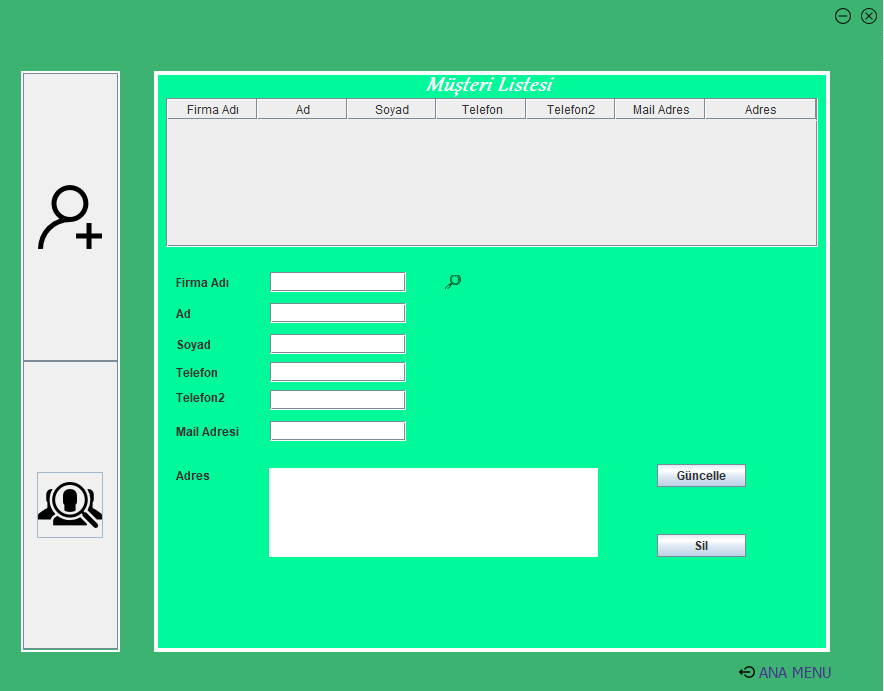 Müşteri Listesi
Firma Adı Ad Soyad Telefon Telefon2 Mail Adres Adres
Firma Adı
Ad
Soyad
Telefon
Telefon2
Mail Adresi
Adres
Güncelle
Sil
ANA MENU